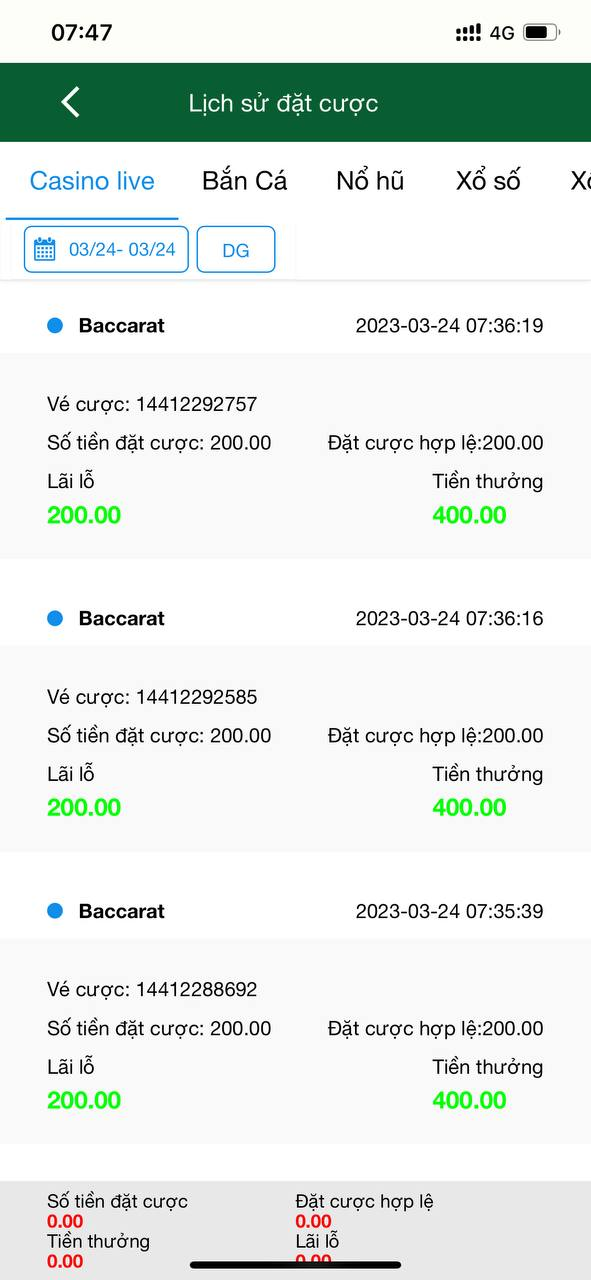 07:47 4G
Lịch sử đặt cược
Casino live Bắn Cá Nổ hũ Xổ số
03/24- 03/24 DG
Baccarat 2023-03-24 07:36:19
Vé cược: 14412292757
Số tiền đặt cược: 200.00 Đặt cược hợp lệ:200.00
Lãi lỗ Tiền thưởng
200.00 400.00
Baccarat 2023-03-24 07:36:16
Vé cược: 14412292585
Số tiền đặt cược: 200.00 Đặt cược hợp lệ:200.00
Lãi lỗ Tiền thưởng
200.00 400.00
Baccarat 2023-03-24 07:35:39
Vé cược: 14412288692
Số tiền đặt cược: 200.00 Đặt cược hợp lệ:200.00
Lãi lỗ Tiền thưởng
200.00 400.00
Số tiền đặt cược Đặt cược hợp lệ
0.00 0.00
Tiền thưởng Lãi lỗ
0.00 0.00